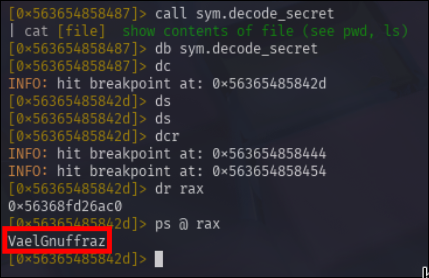 [0×563654858487]> call sym.decode_secret
| cat [file]  show contents of file (see pwd, ls)
[0×563654858487]> db sym.decode_secret
[0×563654858487]> dc
INFO: hit breakpoint at: 0×56365485842d
[0×56365485842d]> ds
[0×56365485842d]> ds
[0×56365485842d]> dcr
INFO: hit breakpoint at: 0×563654858444
INFO: hit breakpoint at: 0×563654858454
[0×56365485842d]> dr rax
0×56368fd26ac0
[0×56365485842d]> ps @ rax
VaelGnuffraz
[0×56365485842d]>